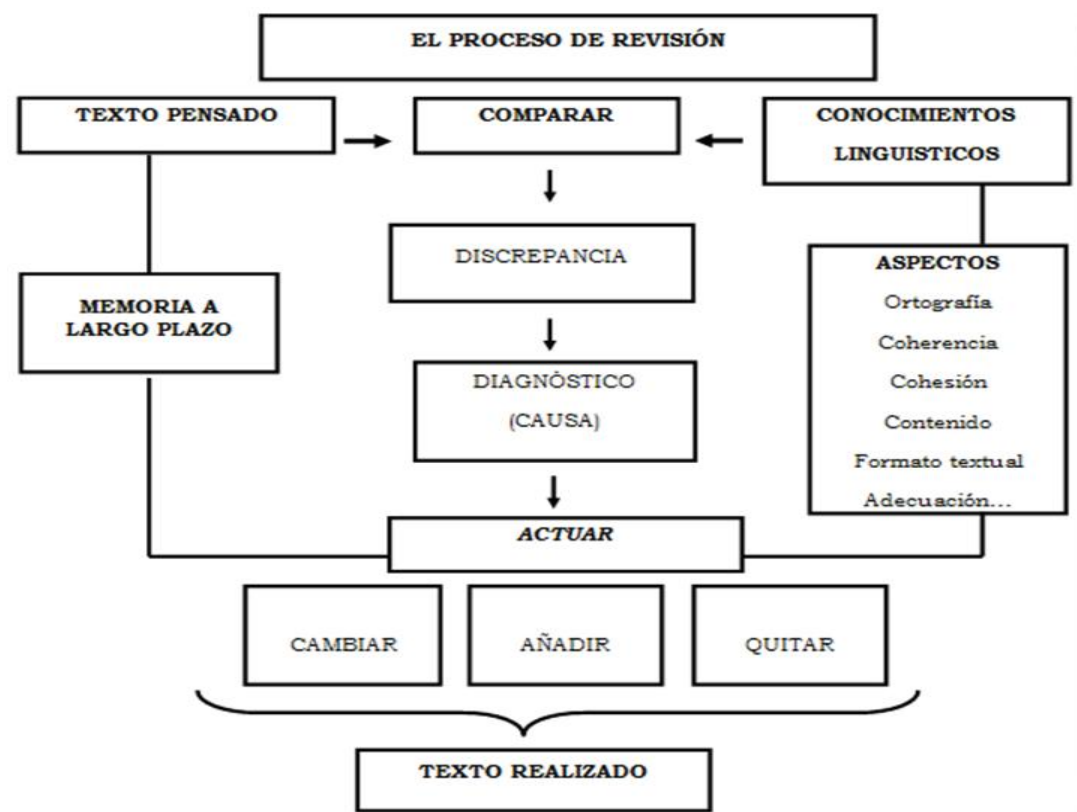 EL PROCESO DE REVISIÓN
TEXTO PENSADO
COMPARAR
CONOCIMIENTOS
LINGUISTICOS
DISCREPANCIA
MEMORIA A
LARGO PLAZO
ASPECTOS
Ortografía
Coherencia
Cohesión
Contenido
Formato textual
Adecuación...
DIAGNÒSTICO
(CAUSA)
ACTUAR
CAMBIAR
AÑADIR
QUITAR
TEXTO REALIZADO